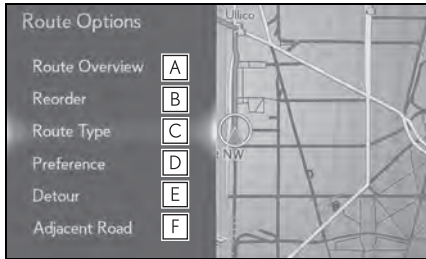 Route Options
Ullico
Route Overview A
Reorder B
Route Type C
t NW
Preference D
Detour E
Adjacent Road F